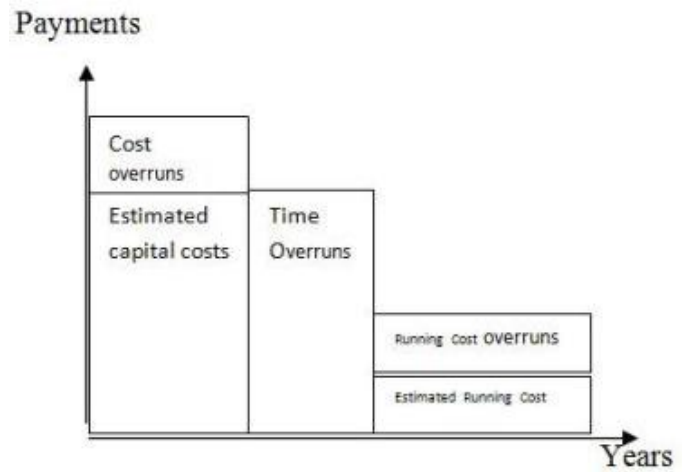 Payments
Cost
overruns
Estimated
capital costs
Time
Overruns
Running Cost overruns
Estimated Running Cost
Years